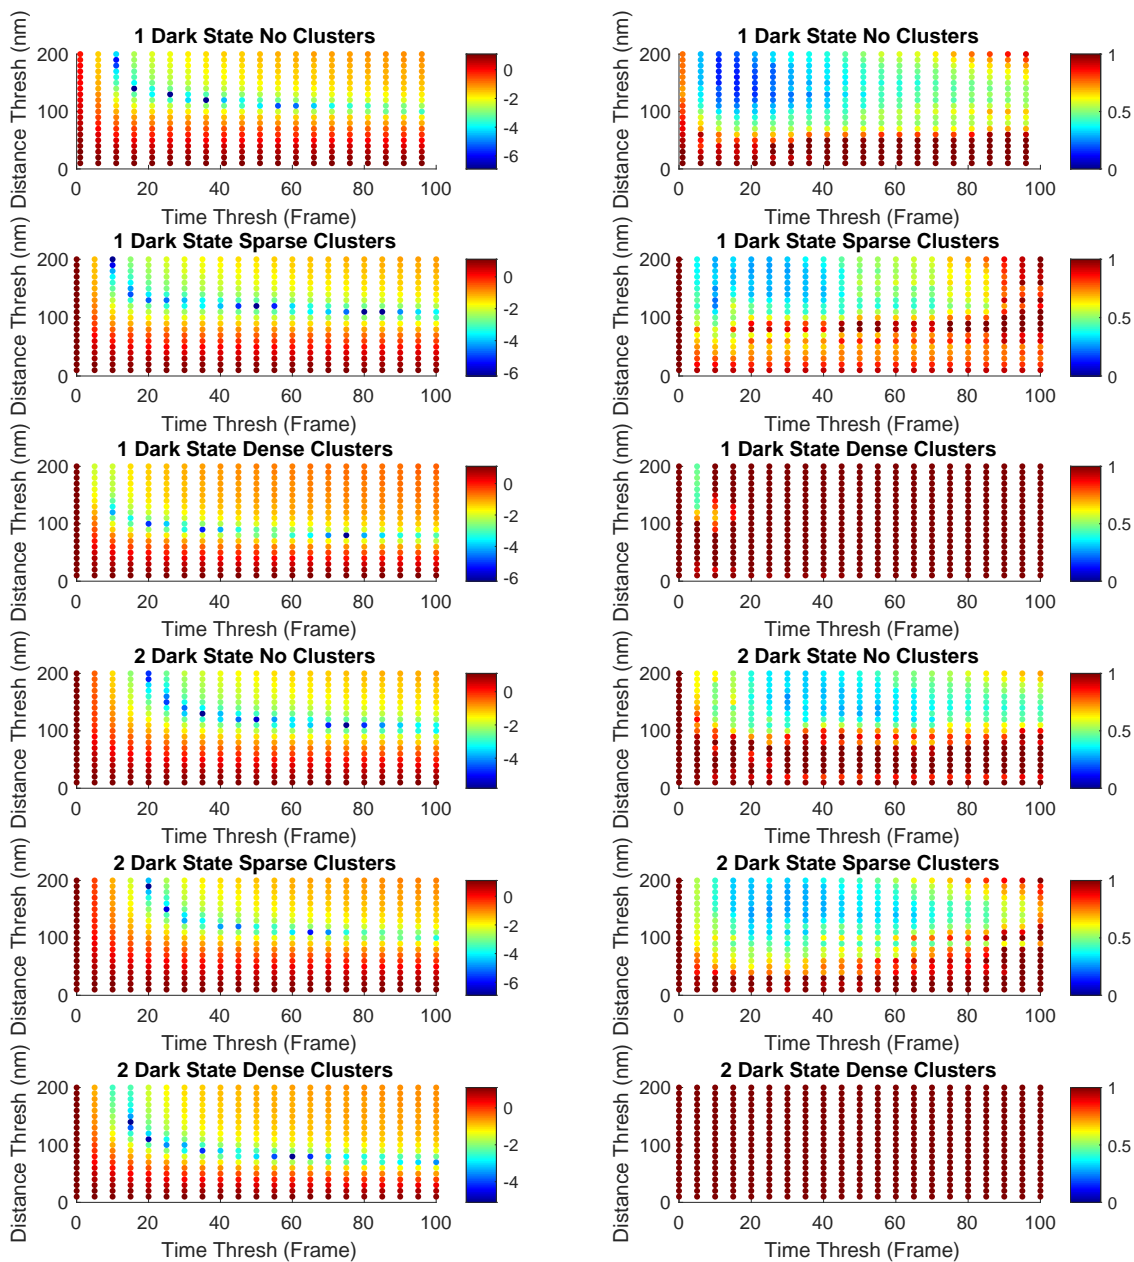 1 Dark State No Clusters
Distance Thresh (nm)
200
100
0
0 20 40 60 80 100
Time Thresh (Frame)
0
-2
-4
-6
1 Dark State No Clusters
Distance Thresh (nm)
200
100
0
0 20 40 60 80 100
Time Thresh (Frame)
1
0.5
0
1 Dark State Sparse Clusters
Distance Thresh (nm)
200
100
0
0 20 40 60 80 100
Time Thresh (Frame)
0
-2
-4
-6
1 Dark State Sparse Clusters
Distance Thresh (nm)
200
100
0
0 20 40 60 80 100
Time Thresh (Frame)
1
0.5
0
1 Dark State Dense Clusters
Distance Thresh (nm)
200
100
0
0 20 40 60 80 100
Time Thresh (Frame)
0
-2
-4
-6
1 Dark State Dense Clusters
Distance Thresh (nm)
200
100
0
0 20 40 60 80 100
Time Thresh (Frame)
1
0.5
0
2 Dark State No Clusters
Distance Thresh (nm)
200
100
0
0 20 40 60 80 100
Time Thresh (Frame)
0
-2
-4
2 Dark State No Clusters
Distance Thresh (nm)
200
100
0
0 20 40 60 80 100
Time Thresh (Frame)
1
0.5
0
2 Dark State Sparse Clusters
Distance Thresh (nm)
200
100
0
0 20 40 60 80 100
Time Thresh (Frame)
0
-2
-4
-6
2 Dark State Sparse Clusters
Distance Thresh (nm)
200
100
0
0 20 40 60 80 100
Time Thresh (Frame)
1
0.5
0
2 Dark State Dense Clusters
Distance Thresh (nm)
200
100
0
0 20 40 60 80 100
Time Thresh (Frame)
0
-2
-4
2 Dark State Dense Clusters
Distance Thresh (nm)
200
100
0
0 20 40 60 80 100
Time Thresh (Frame)
1
0.5
0